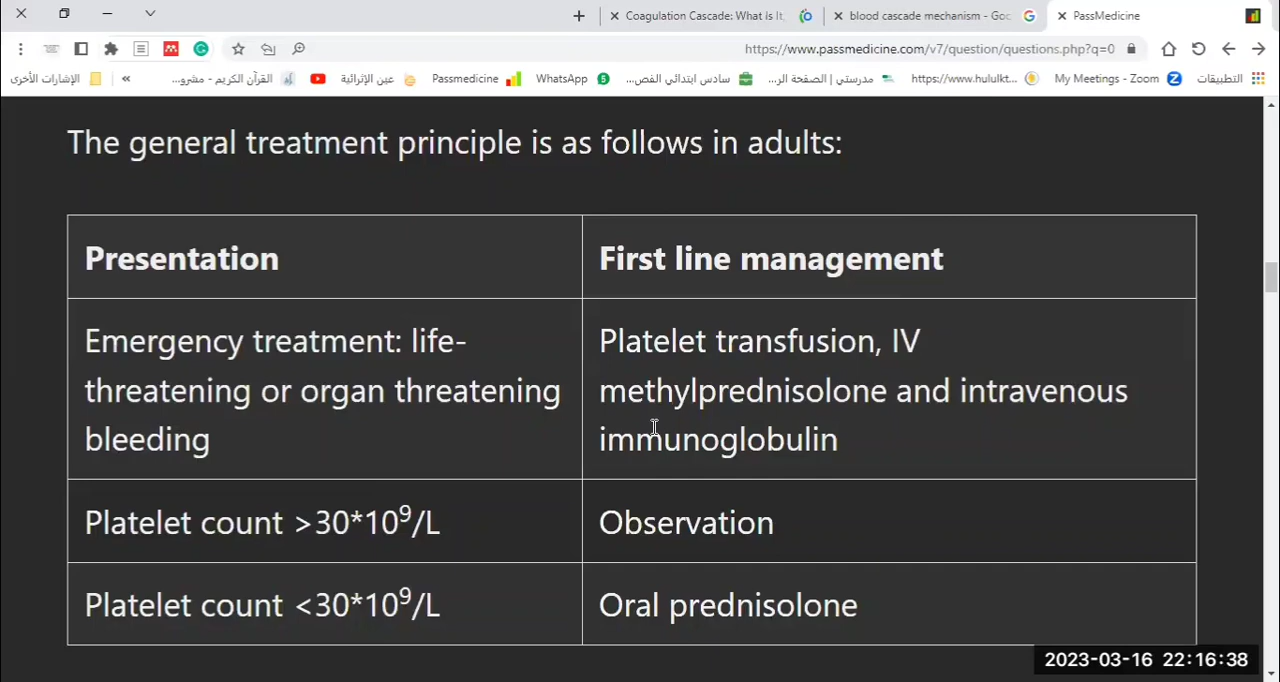 Coagulation Cascade: What is It,
blood cascade mechanism - Goo
PassMedicine
https://www.passmedicine.com/v7/question/questions.php?q=0
الإشارات الأخرى
»
القرآن الكريم - مشرو...
عين الإثرائية
Passmedicine
WhatsApp
سادس ابتدائي الفص...
مدرستي | الصفحة الر...
https://www.hululkt...
My Meetings - Zoom
التطبيقات
The general treatment principle is as follows in adults:
Presentation
First line management
Emergency treatment: life-
threatening or organ threatening
bleeding
Platelet transfusion, IV
methylprednisolone and intravenous
immunoglobulin
Platelet count >30*10⁹/L
Observation
Platelet count <30*10⁹/L
Oral prednisolone
2023-03-16 22:16:38